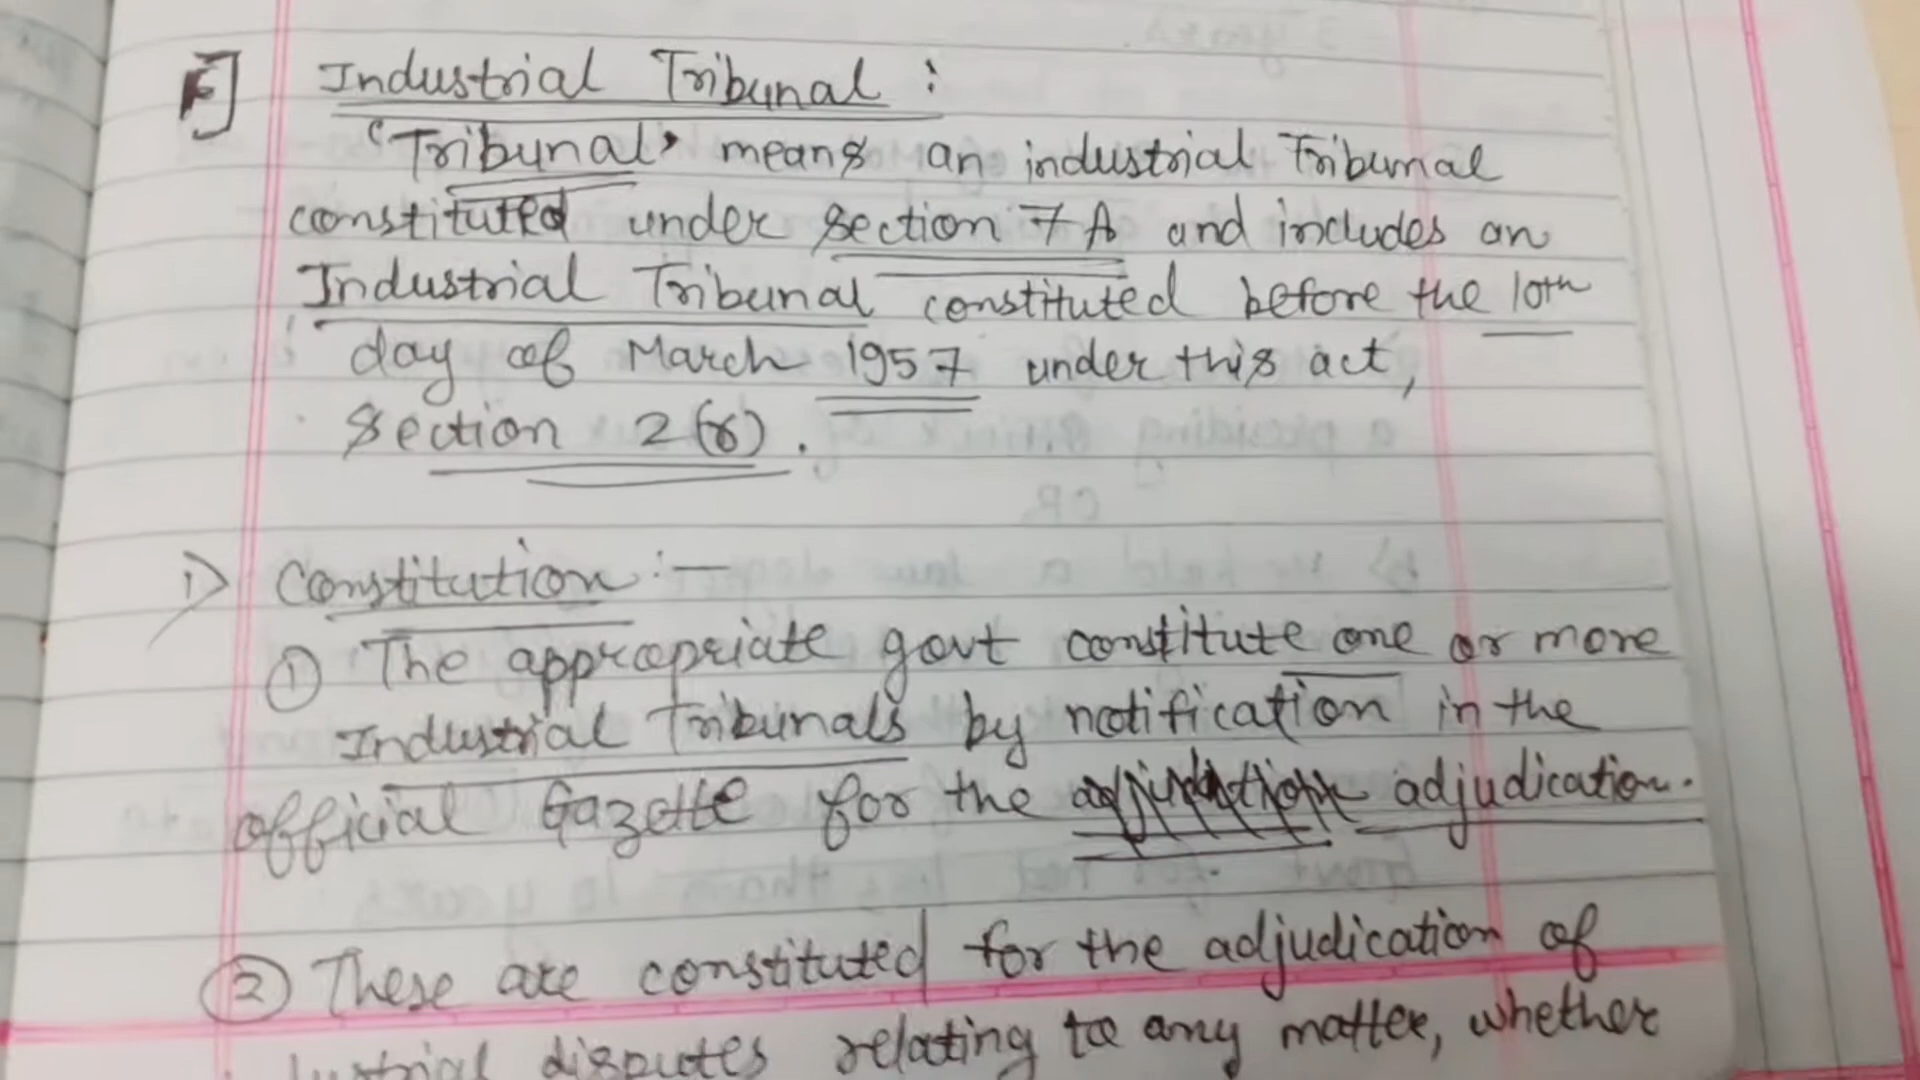 E] Industrial Tribunal :
'Tribunal' means an industrial Tribunal
constituted under section 7A and includes an
Industrial Tribunal constituted before the 10th
day of March 1957 under this act,
section 2(r).
i) Constitution :—
① The appropriate govt constitute one or more
Industrial Tribunals by notification in the
official Gazette for the adjudication.
② These are constituted for the adjudication of
disputes relating to any matter, whether